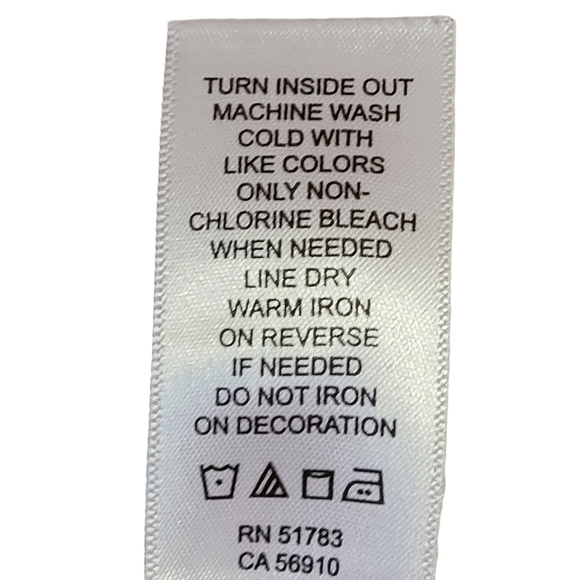 TURN INSIDE OUT
MACHINE WASH
COLD WITH
LIKE COLORS
ONLY NON-
CHLORINE BLEACH
WHEN NEEDED
LINE DRY
WARM IRON
ON REVERSE
IF NEEDED
DO NOT IRON
ON DECORATION
RN 51783
CA 56910